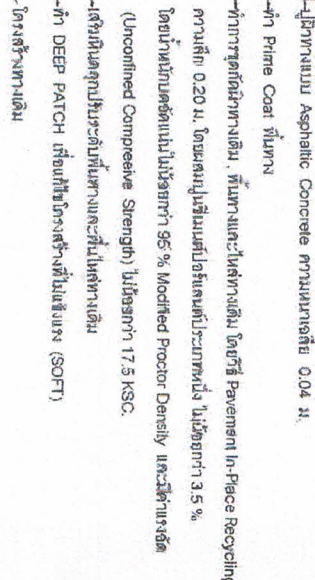 -ปูผิวทางแบบ Asphaltic Concrete ความหนาเฉลี่ย 0.04 ม.
-ทำ Prime Coat พื้นทาง
-ทำการขุดกัดผิวทางเดิม , พื้นทางและไหล่ทางเดิม โดยวิธี Pavement In-Place Recycling
ความลึก 0.20 ม. โดยผสมปูนซีเมนต์ปอร์แลนด์ประเภทหนึ่ง ไม่น้อยกว่า 3.5 %
โดยน้ำหนักบดอัดแน่นไม่น้อยกว่า 95 % Modified Proctor Density และมีค่าแรงอัด
(Unconfined Compreeive Strength) ไม่น้อยกว่า 17.5 KSC.
-เสริมหินคลุกปรับระดับพื้นทางและพื้นไหล่ทางเดิม
-ทำ DEEP PATCH เพื่อแก้ไขโครงสร้างที่ไม่แข็งแรง (SOFT)
-โครงสร้างทางเดิม